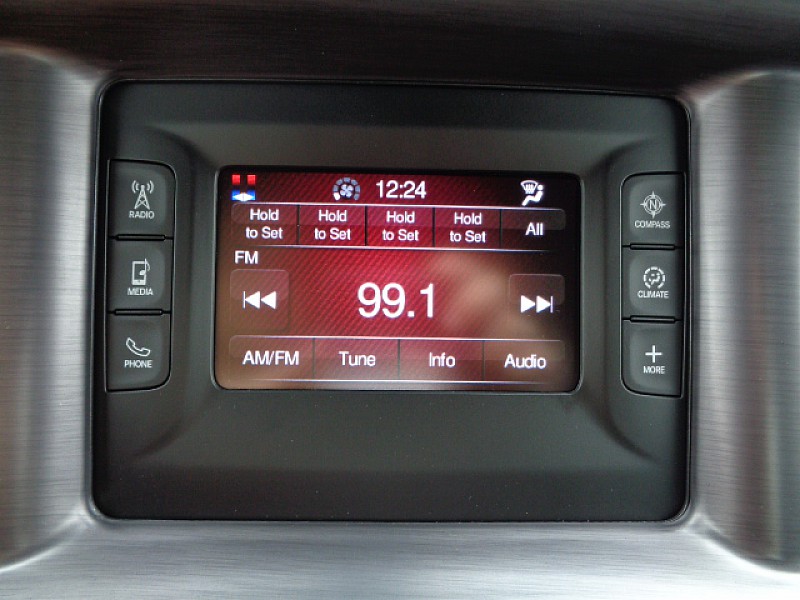 12:24
Hold to Set
Hold to Set
Hold to Set
Hold to Set
All
FM
99.1
AM/FM Tune Info Audio
RADIO
MEDIA
PHONE
N
COMPASS
CLIMATE
MORE